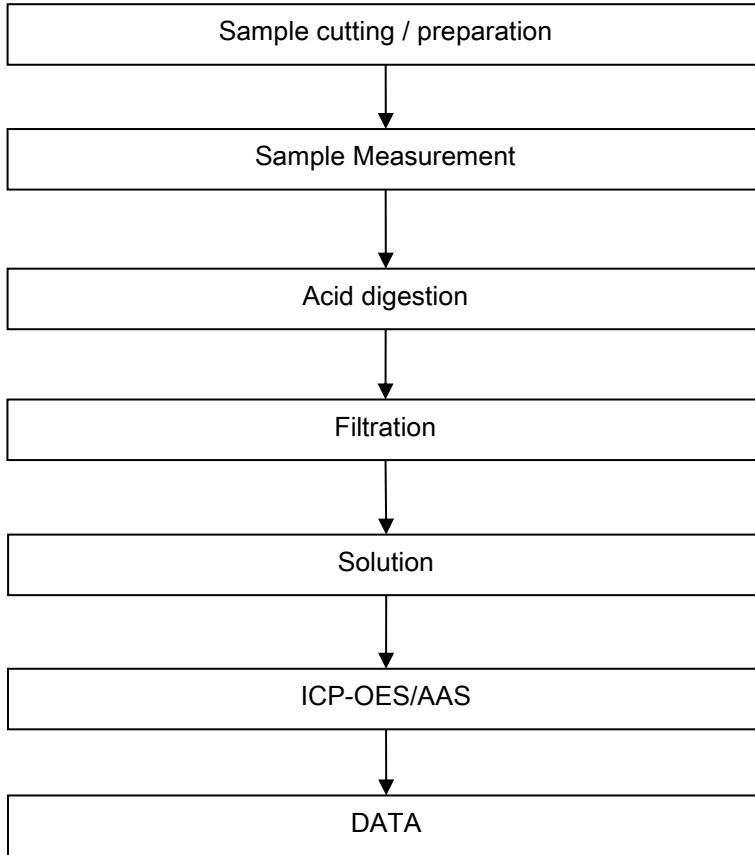 Sample cutting / preparation
Sample Measurement
Acid digestion
Filtration
Solution
ICP-OES/AAS
DATA